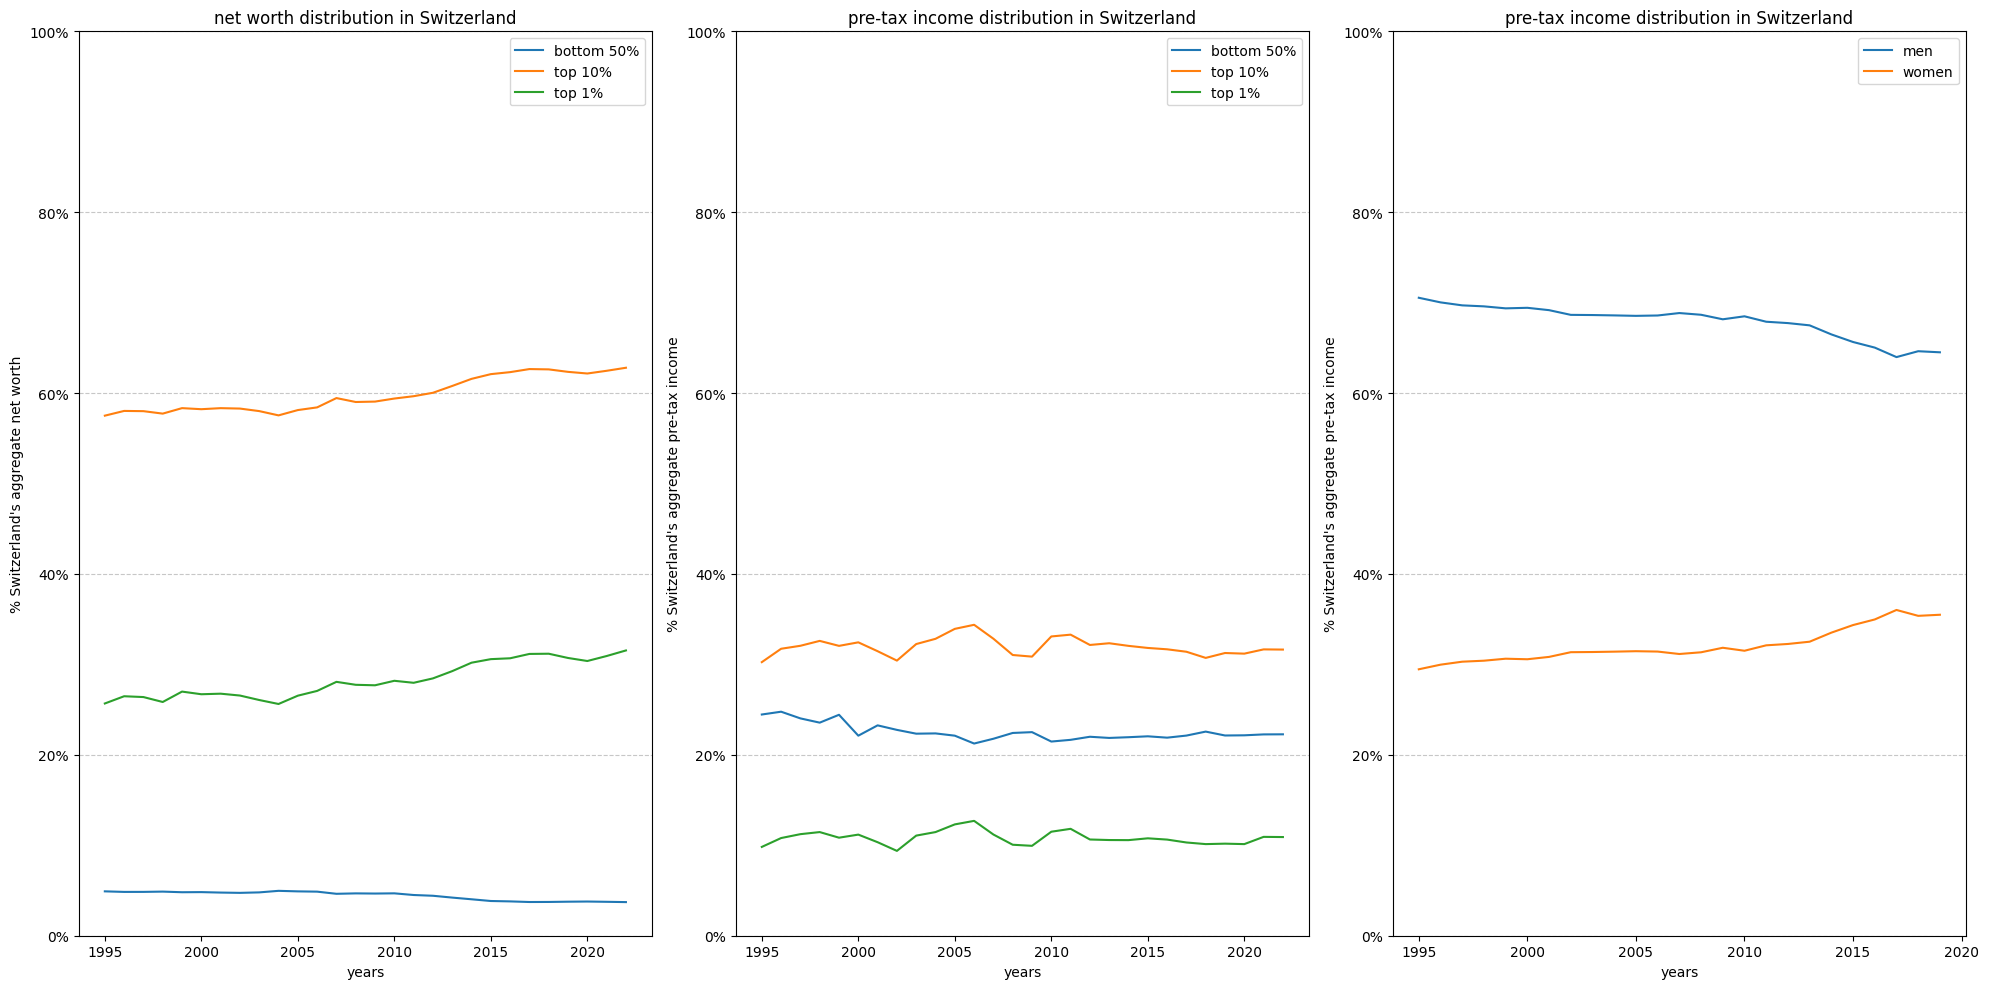 net worth distribution in Switzerland
100%
80%
60%
40%
20%
0%
% Switzerland's aggregate net worth
bottom 50%
top 10%
top 1%
1995
2000
2005
2010
2015
2020
years
pre-tax income distribution in Switzerland
100%
80%
60%
40%
20%
0%
% Switzerland's aggregate pre-tax income
bottom 50%
top 10%
top 1%
1995
2000
2005
2010
2015
2020
years
pre-tax income distribution in Switzerland
100%
80%
60%
40%
20%
0%
% Switzerland's aggregate pre-tax income
men
women
1995
2000
2005
2010
2015
2020
years